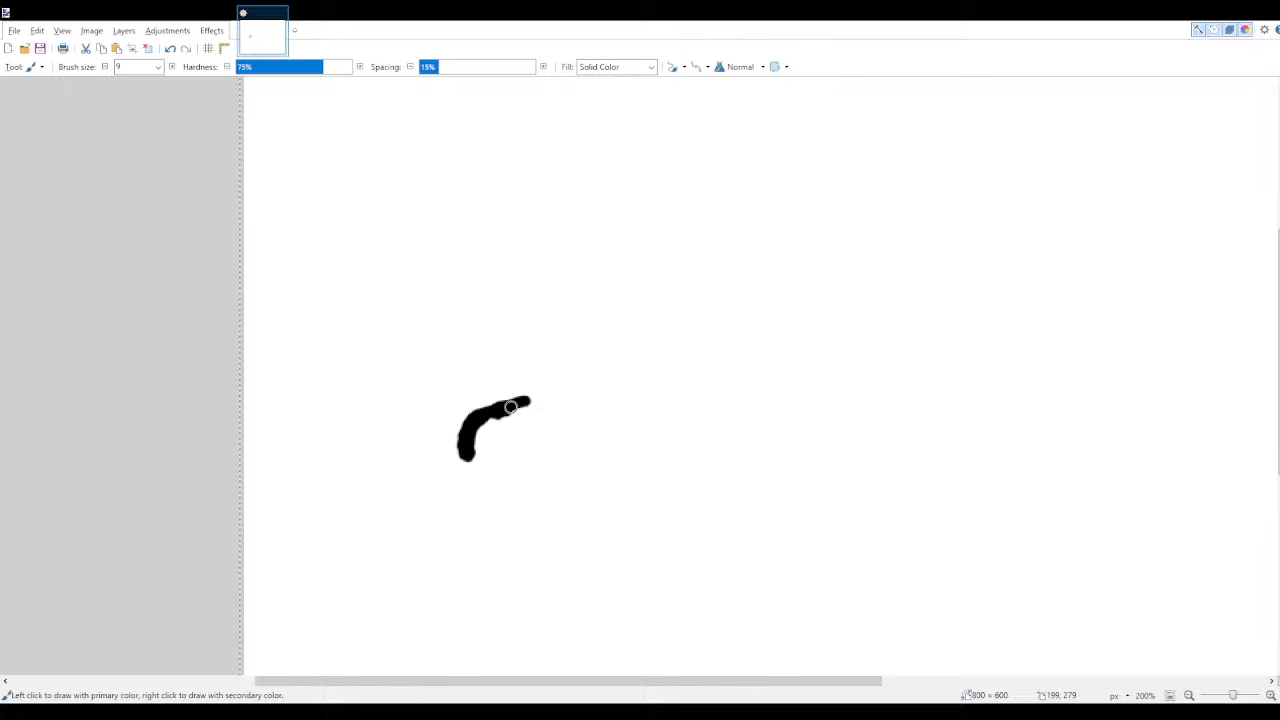 File Edit View Image Layers Adjustments Effects
Tool: Brush size: 9 Hardness: 75% Spacing: 15% Fill: Solid Color Normal
Left click to draw with primary color, right click to draw with secondary color. 800 × 600 199, 279 px 200%